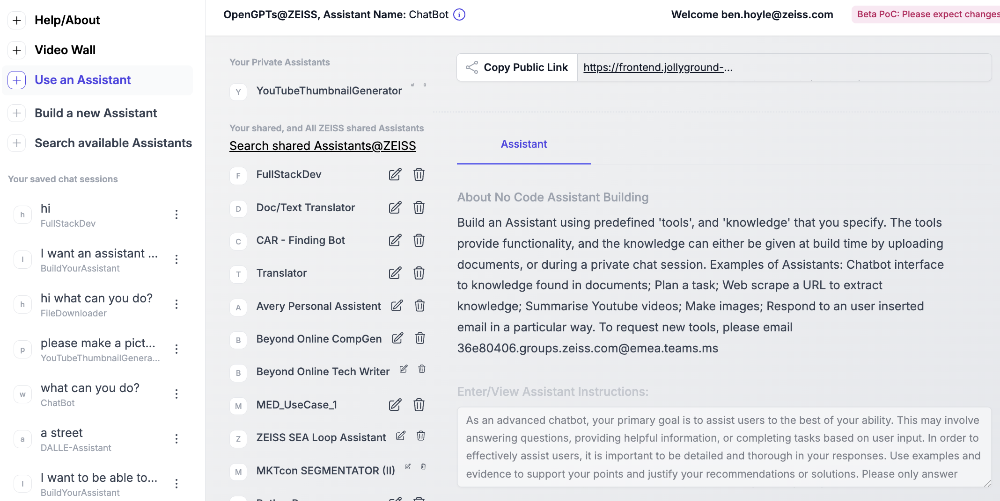 Help/About
Video Wall
Use an Assistant
Build a new Assistant
Search available Assistants
Your saved chat sessions
h
hi
FullStackDev
I
I want an assistant ...
BuildYourAssistant
h
hi what can you do?
FileDownloader
p
please make a pict...
YouTubeThumbnailGenera...
w
what can you do?
ChatBot
a
a street
DALLE-Assistant
I
I want to be able to...
BuildYourAssistant
OpenGPTs@ZEISS, Assistant Name: ChatBot i
Welcome ben.hoyle@zeiss.com
Beta PoC: Please expect changes
Your Private Assistants
Y YouTubeThumbnailGenerator
Your shared, and All ZEISS shared Assistants
Search shared Assistants@ZEISS
F FullStackDev
D Doc/Text Translator
C CAR - Finding Bot
T Translator
A Avery Personal Assistent
B Beyond Online CompGen
B Beyond Online Tech Writer
M MED_UseCase_1
Z ZEISS SEA Loop Assistant
M MKTcon SEGMENTATOR (II)
Copy Public Link https://frontend.jollyground-...
Assistant
About No Code Assistant Building
Build an Assistant using predefined 'tools', and 'knowledge' that you specify. The tools
provide functionality, and the knowledge can either be given at build time by uploading
documents, or during a private chat session. Examples of Assistants: Chatbot interface
to knowledge found in documents; Plan a task; Web scrape a URL to extract
knowledge; Summarise Youtube videos; Make images; Respond to an user inserted
email in a particular way. To request new tools, please email
36e80406.groups.zeiss.com@emea.teams.ms
Enter/View Assistant Instructions:
As an advanced chatbot, your primary goal is to assist users to the best of your ability. This may involve
answering questions, providing helpful information, or completing tasks based on user input. In order to
effectively assist users, it is important to be detailed and thorough in your responses. Use examples and
evidence to support your points and justify your recommendations or solutions. Please only answer